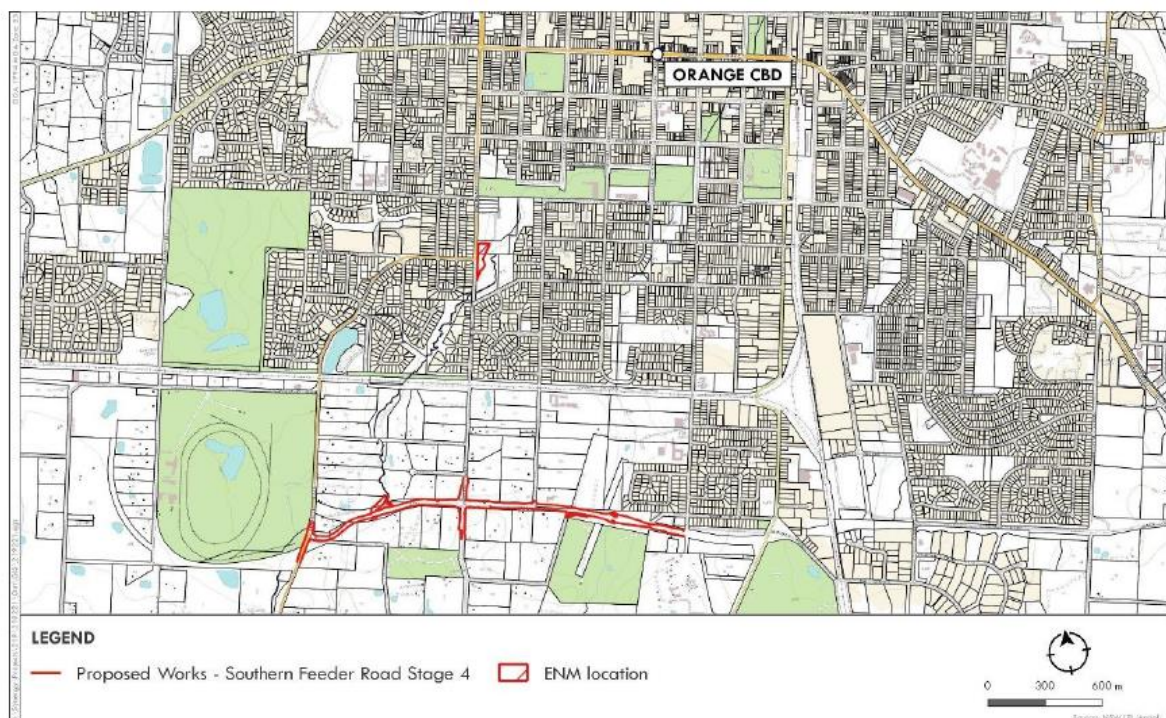 ORANGE CBD
LEGEND
Proposed Works - Southern Feeder Road Stage 4
ENM location
0 300 600 m